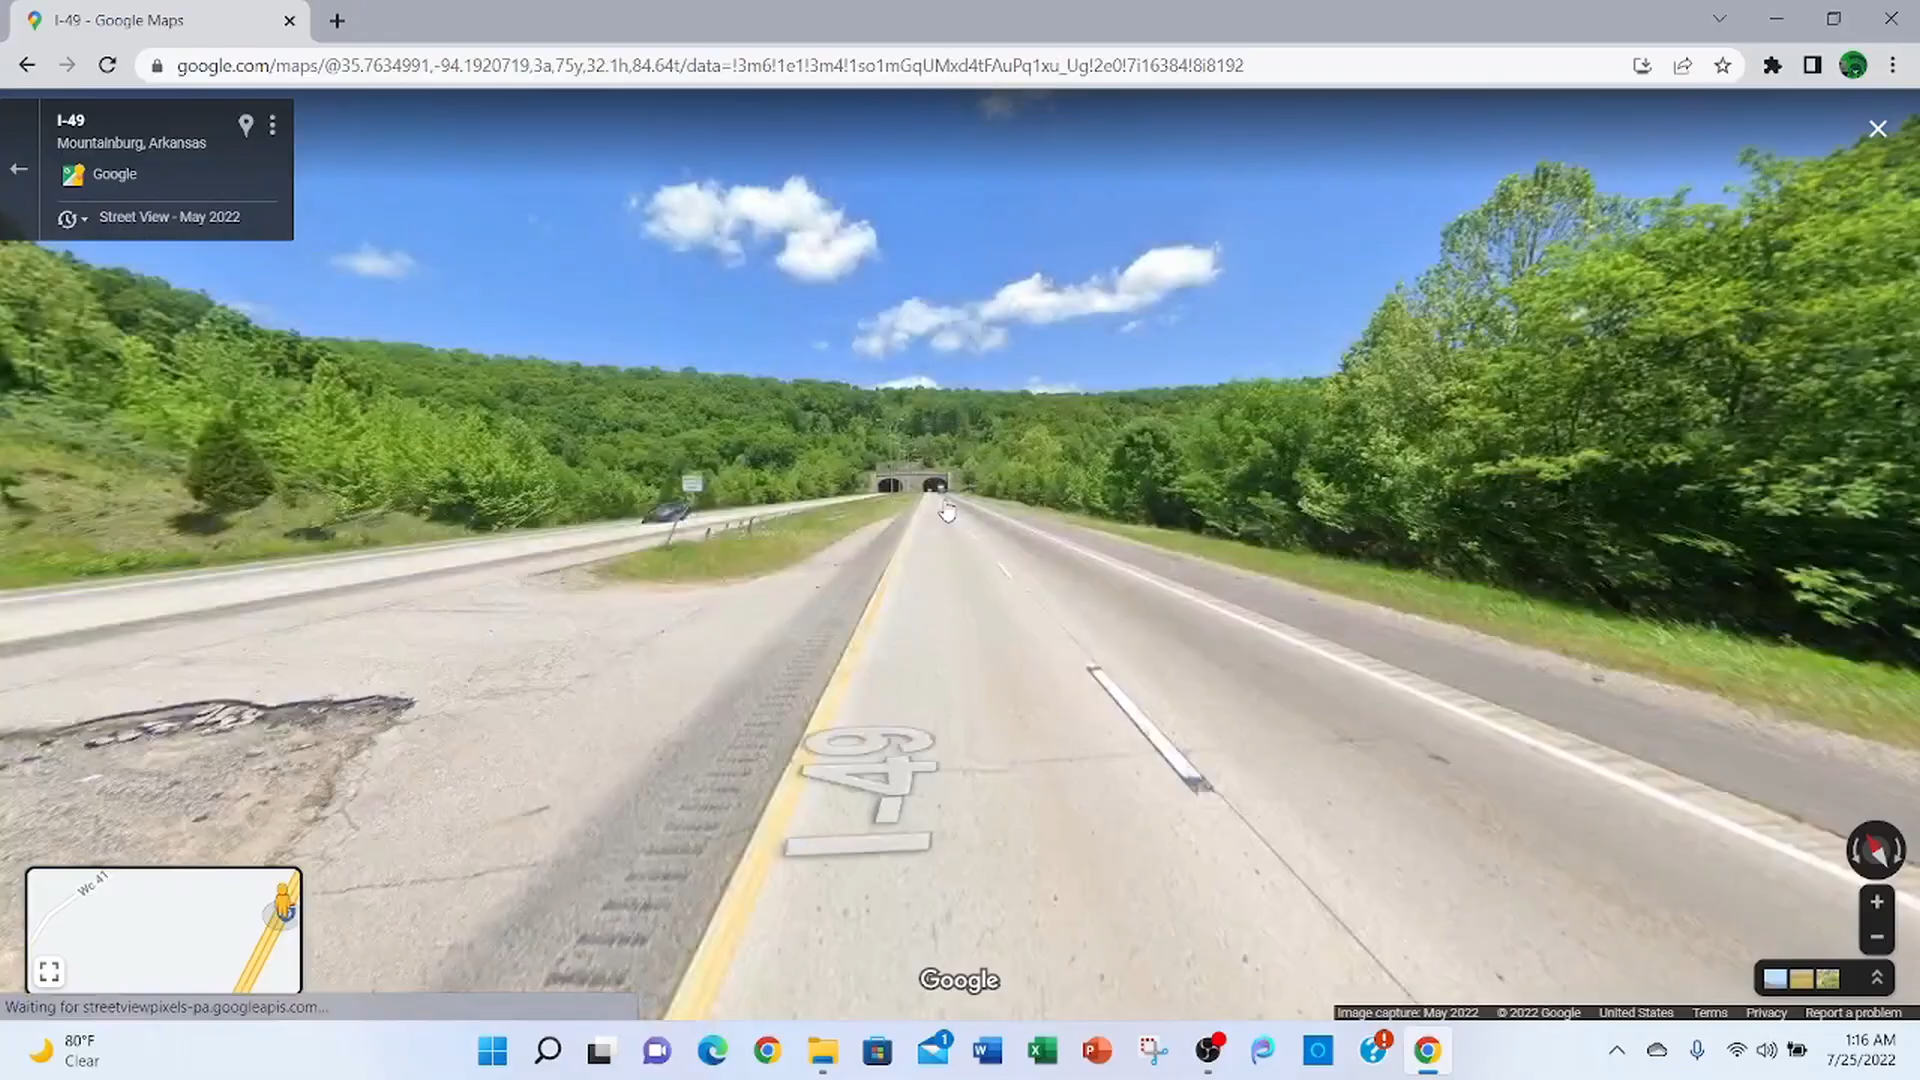 I-49 - Google Maps
google.com/maps/@35.7634991,-94.1920719,3a,75y,32.1h,84.64t/data=!3m6!1e1!3m4!1so1mGqUMxd4tFAuPq1xu_Ug!2e0!7i16384!8i8192
I-49
Mountainburg, Arkansas
Google
Street View - May 2022
I-49
Wc 41
Google
Waiting for streetviewpixels-pa.googleapis.com...
Image capture: May 2022 © 2022 Google United States Terms Privacy Report a problem
80°F
Clear
1
1:16 AM
7/25/2022